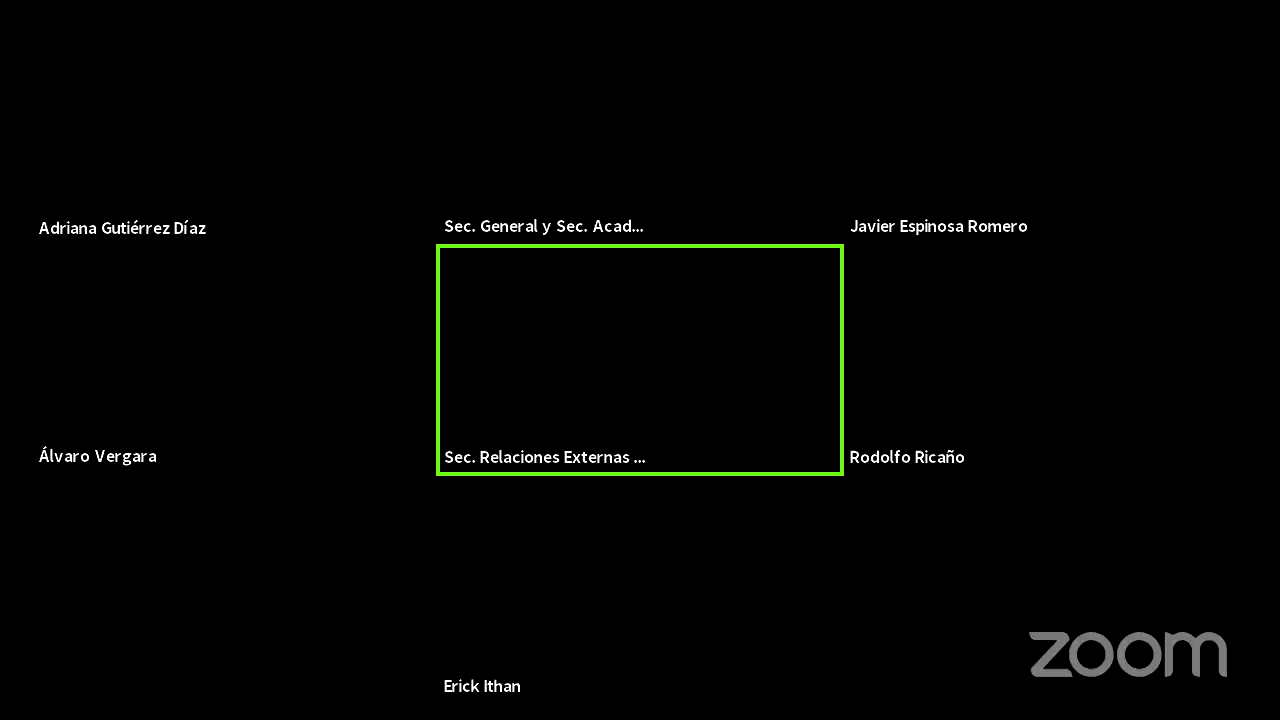 Adriana Gutiérrez Díaz
Sec. General y Sec. Acad...
Javier Espinosa Romero
Álvaro Vergara
Sec. Relaciones Externas ...
Rodolfo Ricaño
Erick Ithan
zoom